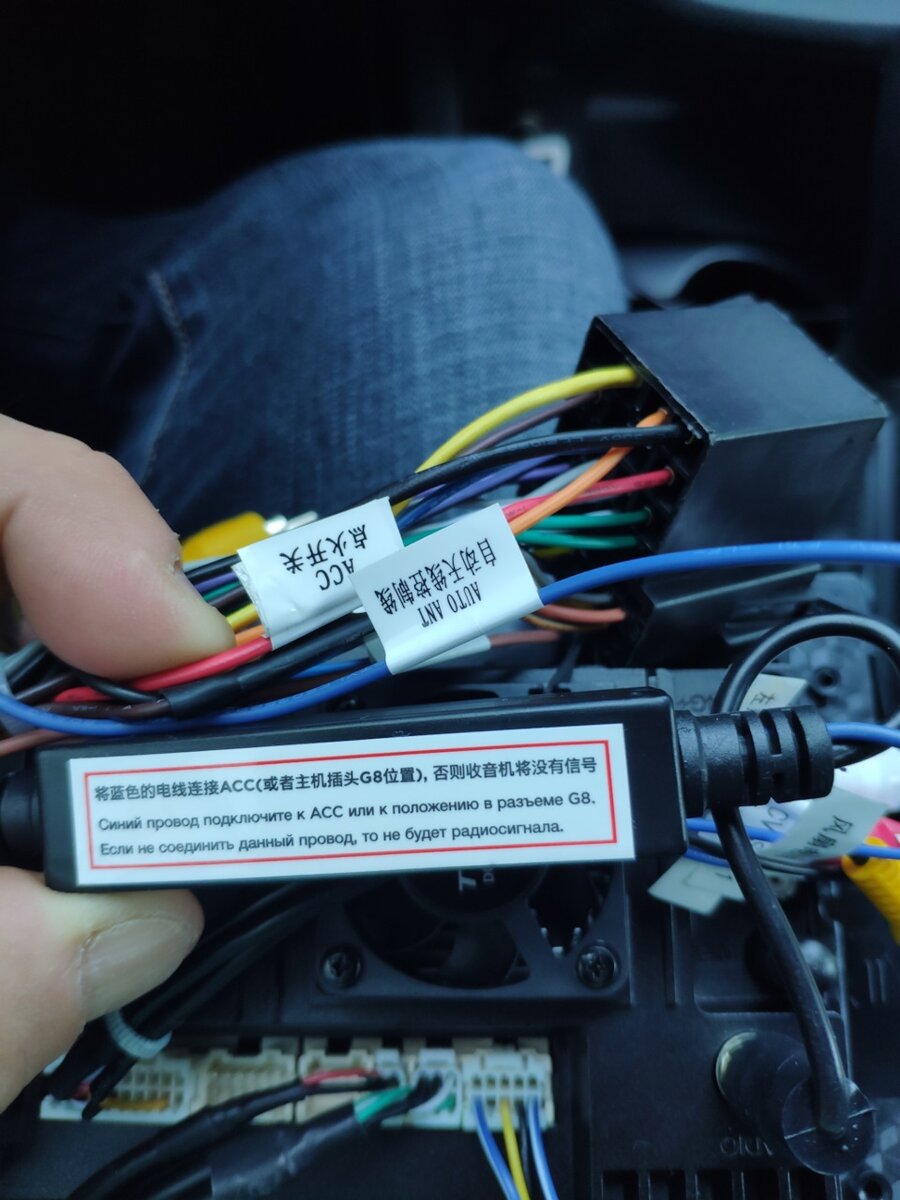 点火开关
ACC
自动天线控制线
AUTO ANT
将蓝色的电线连接ACC(或者主机插头G8位置), 否则收音机将没有信号
Синий провод подключите к ACC или к положению в разъеме G8.
Если не соединить данный провод, то не будет радиосигнала.